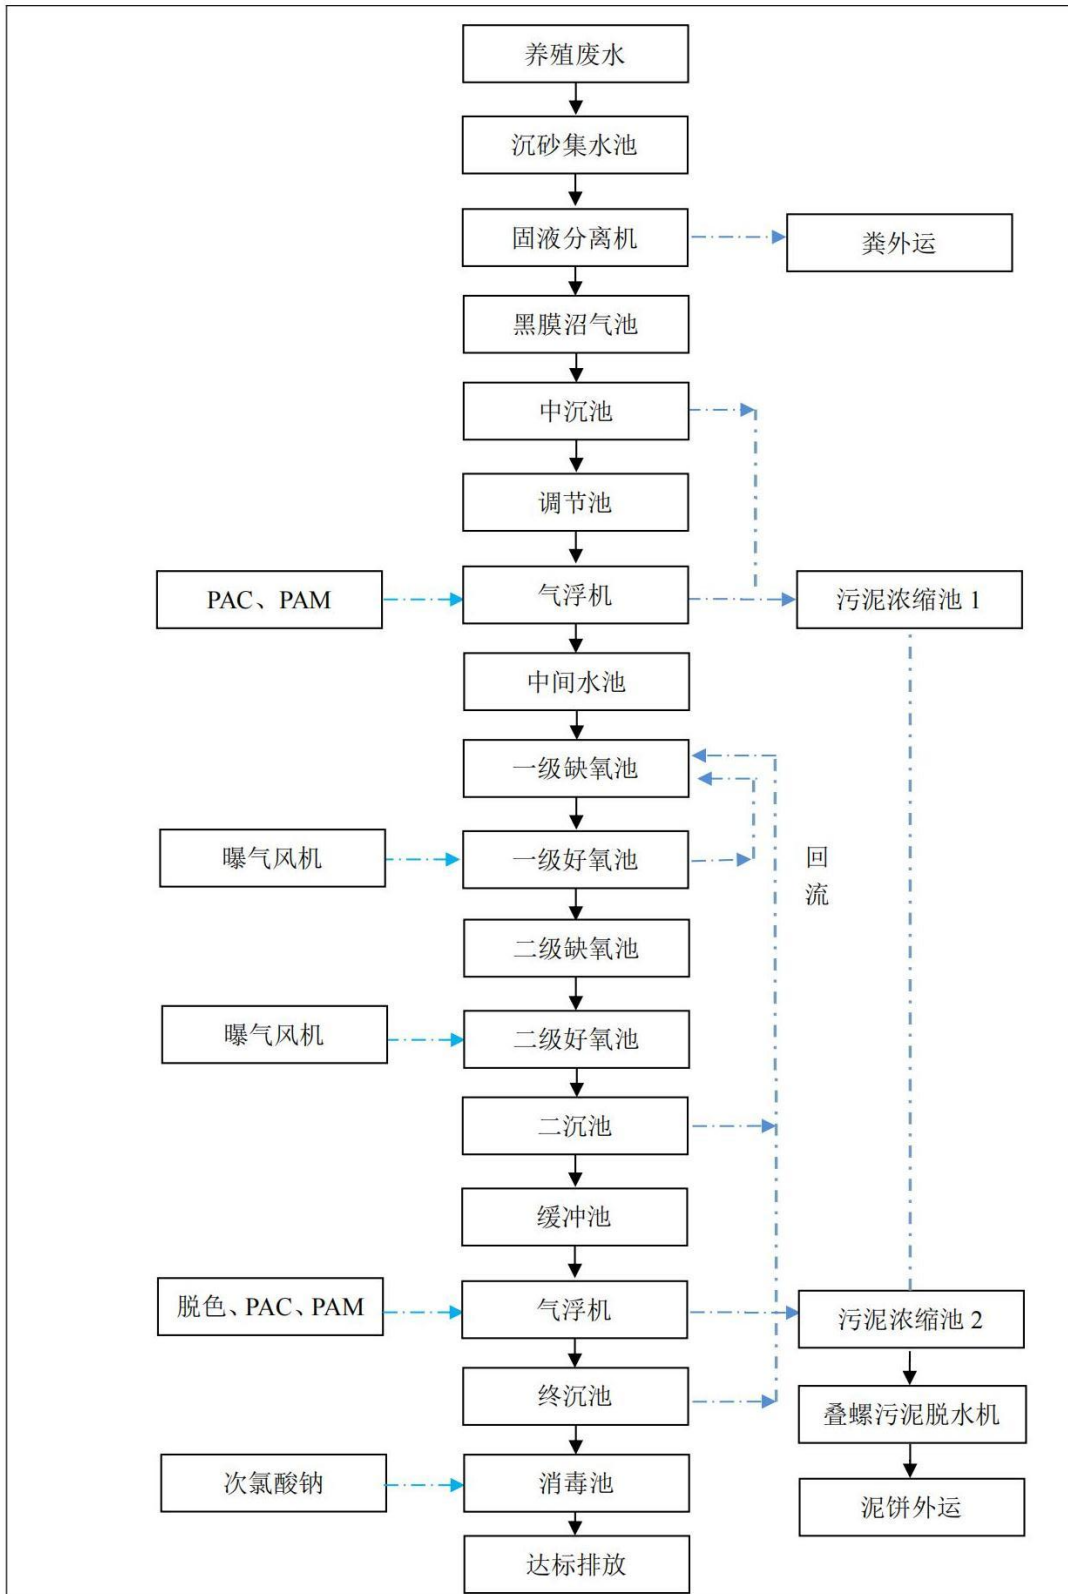 养殖废水
沉砂集水池
固液分离机
粪外运
黑膜沼气池
中沉池
调节池
PAC、PAM
气浮机
污泥浓缩池 1
中间水池
一级缺氧池
曝气风机
一级好氧池
回
流
二级缺氧池
曝气风机
二级好氧池
二沉池
缓冲池
脱色、PAC、PAM
气浮机
污泥浓缩池 2
终沉池
叠螺污泥脱水机
次氯酸钠
消毒池
泥饼外运
达标排放